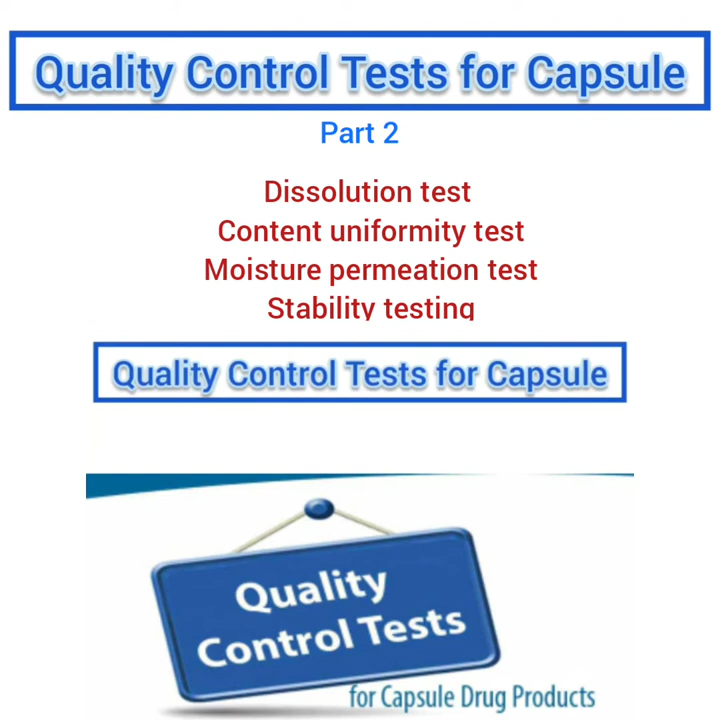 Quality Control Tests for Capsule
Part 2
Dissolution test
Content uniformity test
Moisture permeation test
Stability testing
Quality Control Tests for Capsule
Quality
Control Tests
for Capsule Drug Products